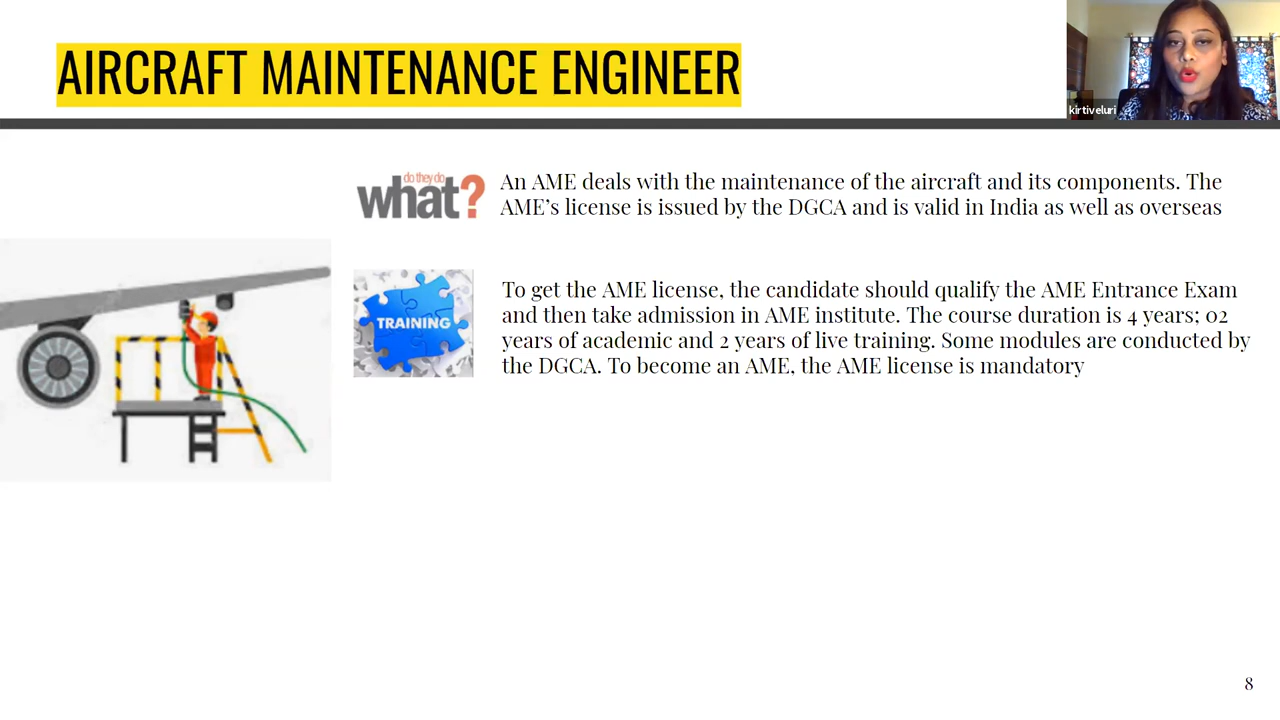 AIRCRAFT MAINTENANCE ENGINEER
kirtiveluri
do they do
what?
An AME deals with the maintenance of the aircraft and its components. The
AME’s license is issued by the DGCA and is valid in India as well as overseas
TRAINING
To get the AME license, the candidate should qualify the AME Entrance Exam
and then take admission in AME institute. The course duration is 4 years; 02
years of academic and 2 years of live training. Some modules are conducted by
the DGCA. To become an AME, the AME license is mandatory
8